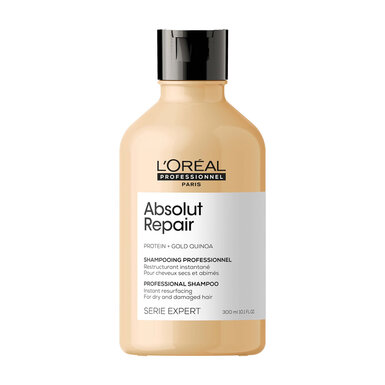 L'ORÉAL
PROFESSIONNEL
PARIS
Absolut
Repair
PROTEIN + GOLD QUINOA
SHAMPOOING PROFESSIONNEL
Restructurant instantané
Pour cheveux secs et abîmés
PROFESSIONAL SHAMPOO
Instant resurfacing
For dry and damaged hair
SERIE EXPERT
300 ml 10.1 FL.OZ